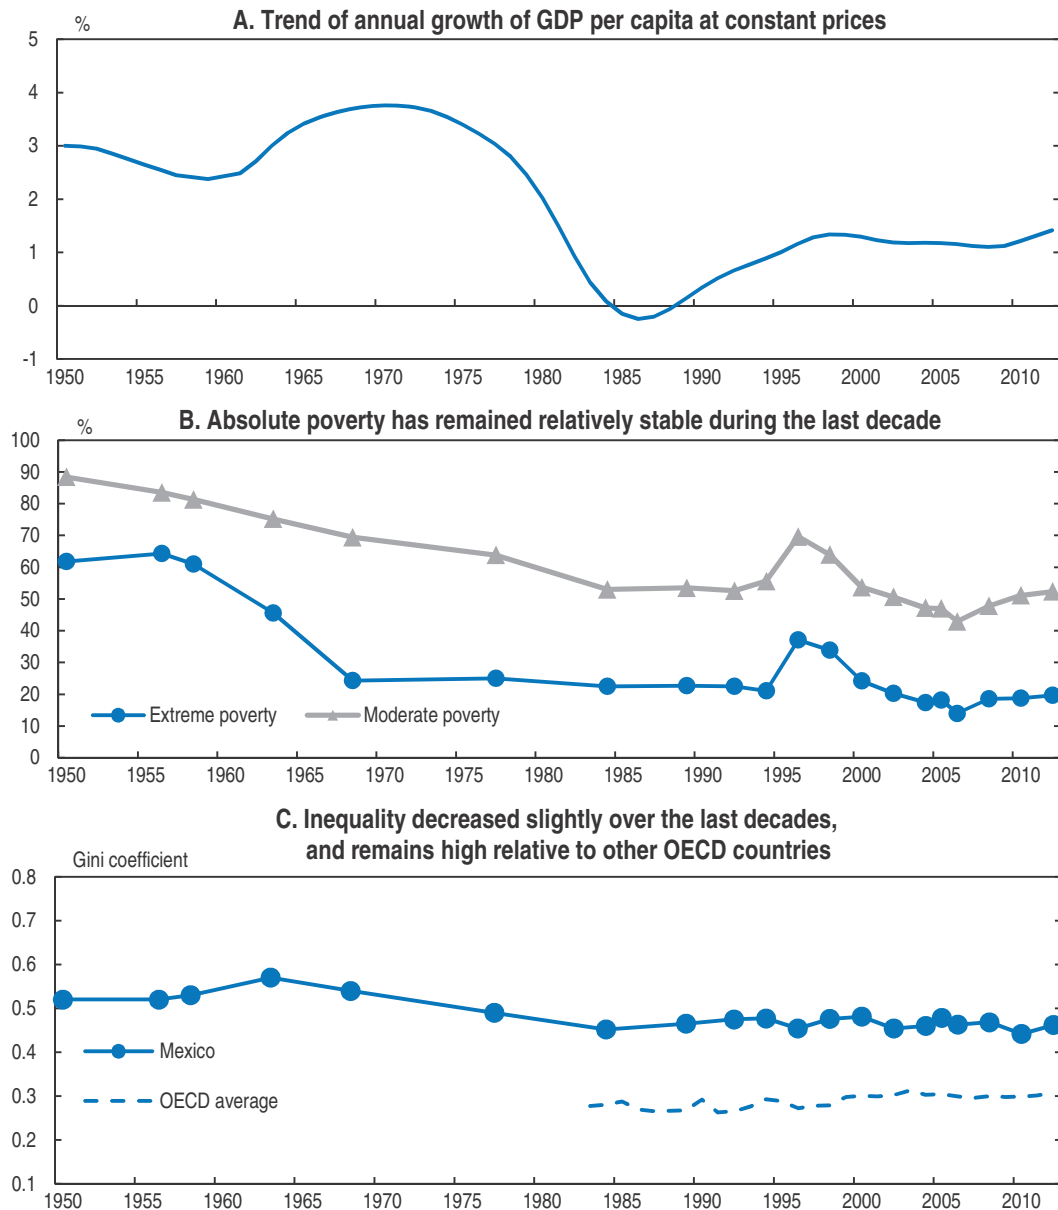 A. Trend of annual growth of GDP per capita at constant prices
%
5
4
3
2
1
0
-1
1950 1955 1960 1965 1970 1975 1980 1985 1990 1995 2000 2005 2010
B. Absolute poverty has remained relatively stable during the last decade
%
100
90
80
70
60
50
40
30
20
Extreme poverty Moderate poverty
10
0
1950 1955 1960 1965 1970 1975 1980 1985 1990 1995 2000 2005 2010
C. Inequality decreased slightly over the last decades,
and remains high relative to other OECD countries
Gini coefficient
0.8
0.7
0.6
0.5
0.4
Mexico
0.3
OECD average
0.2
0.1
1950 1955 1960 1965 1970 1975 1980 1985 1990 1995 2000 2005 2010